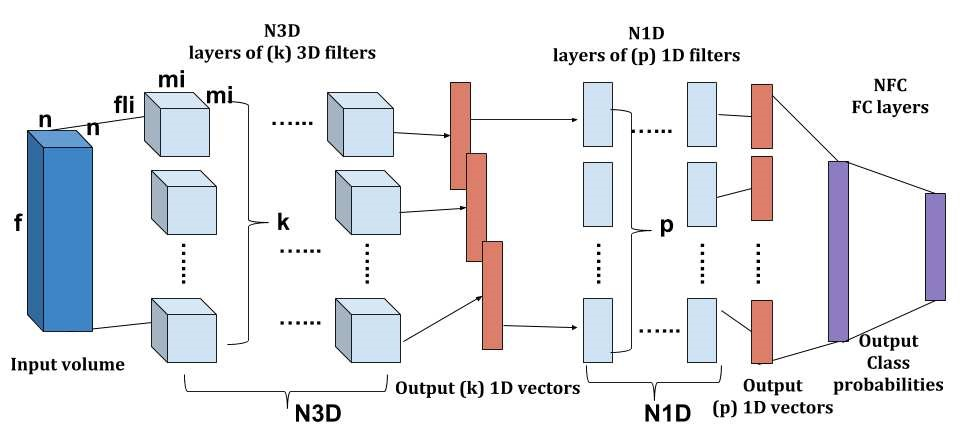 N3D
layers of (k) 3D filters
N1D
layers of (p) 1D filters
NFC
FC layers
mi
fli
mi
n
n
......
......
f
k
p
......
......
......
......
......
......
......
......
Input volume
Output (k) 1D vectors
Output
(p) 1D vectors
Output
Class
probabilities
N3D
N1D